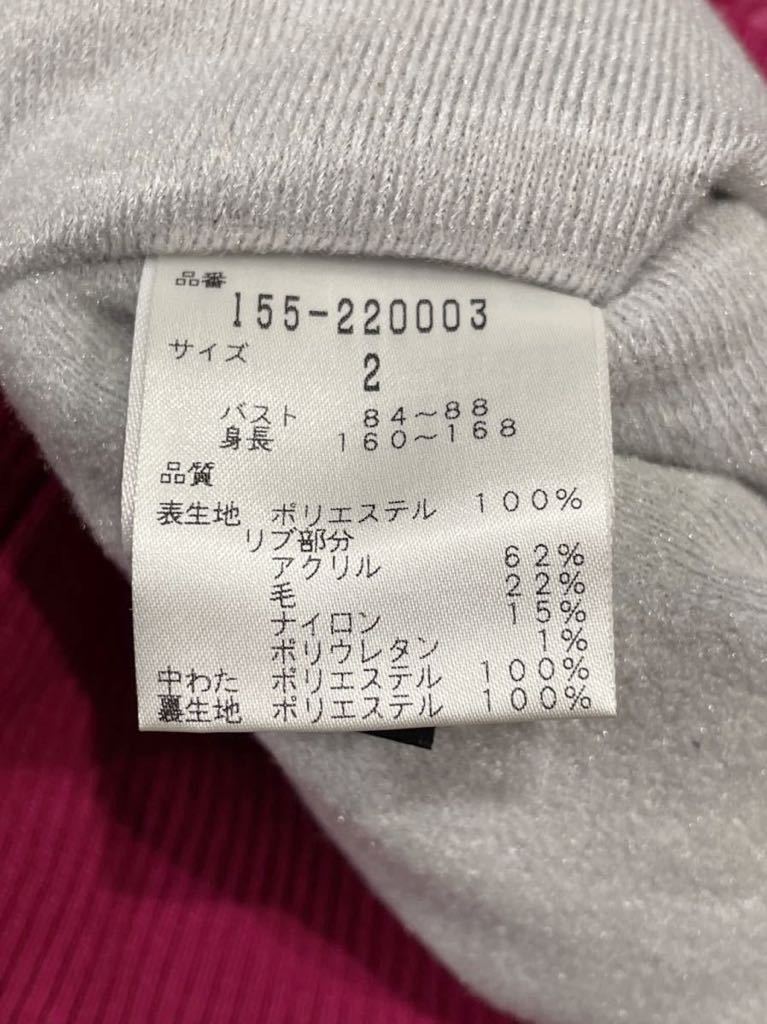 品番
155-220003
サイズ
2
バスト 84~88
身長 160~168
品質
表生地 ポリエステル 100%
リブ部分
アクリル 62%
毛 22%
ナイロン 15%
ポリウレタン 1%
中わた ポリエステル 100%
裏生地 ポリエステル 100%